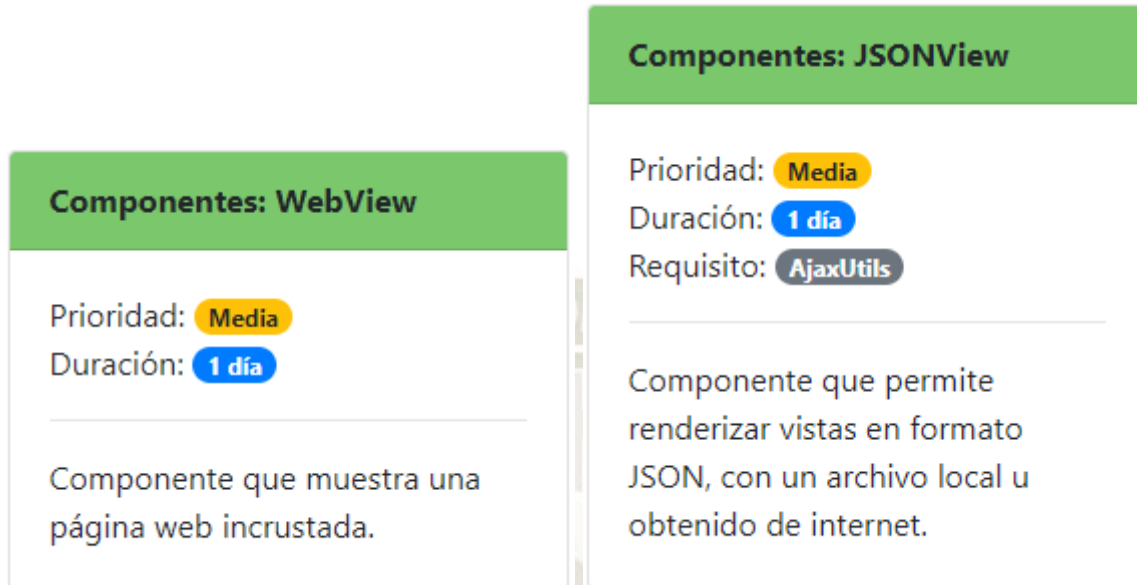 Componentes: WebView
Prioridad: Media
Duración: 1 día
Componente que muestra una
página web incrustada.
Componentes: JSONView
Prioridad: Media
Duración: 1 día
Requisito: AjaxUtils
Componente que permite
renderizar vistas en formato
JSON, con un archivo local u
obtenido de internet.